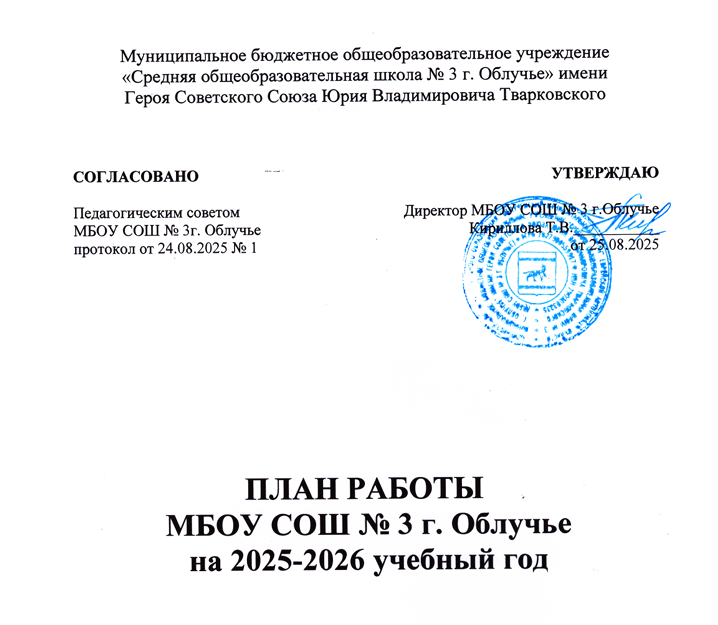 Муниципальное бюджетное общеобразовательное учреждение
«Средняя общеобразовательная школа № 3 г. Облучье» имени
Героя Советского Союза Юрия Владимировича Тварковского
СОГЛАСОВАНО
Педагогическим советом
МБОУ СОШ № 3г. Облучье
протокол от 24.08.2025 № 1
УТВЕРЖДАЮ
Директор МБОУ СОШ № 3 г.Облучье
Кириллова Т.В.
от 25.08.2025
ПЛАН РАБОТЫ
МБОУ СОШ № 3 г. Облучье
на 2025-2026 учебный год